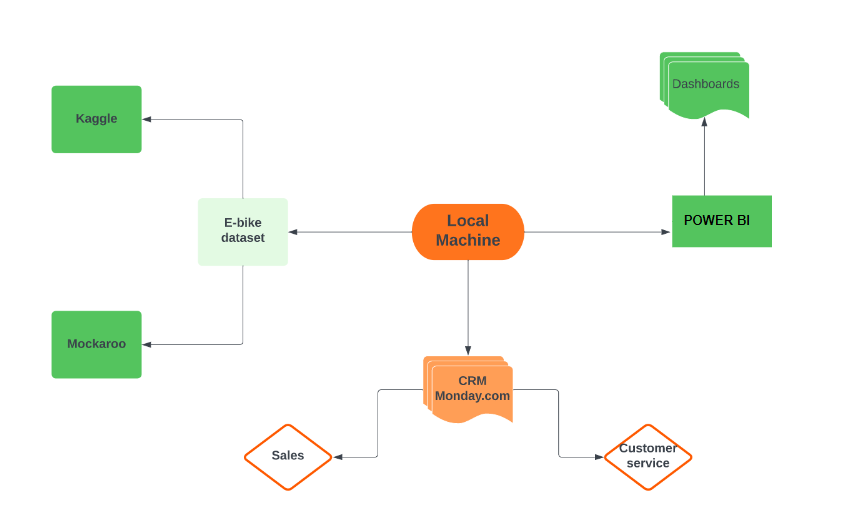 Dashboards
Kaggle
E-bike
dataset
Local
Machine
POWER BI
Mockaroo
CRM
Monday.com
Sales
Customer
service